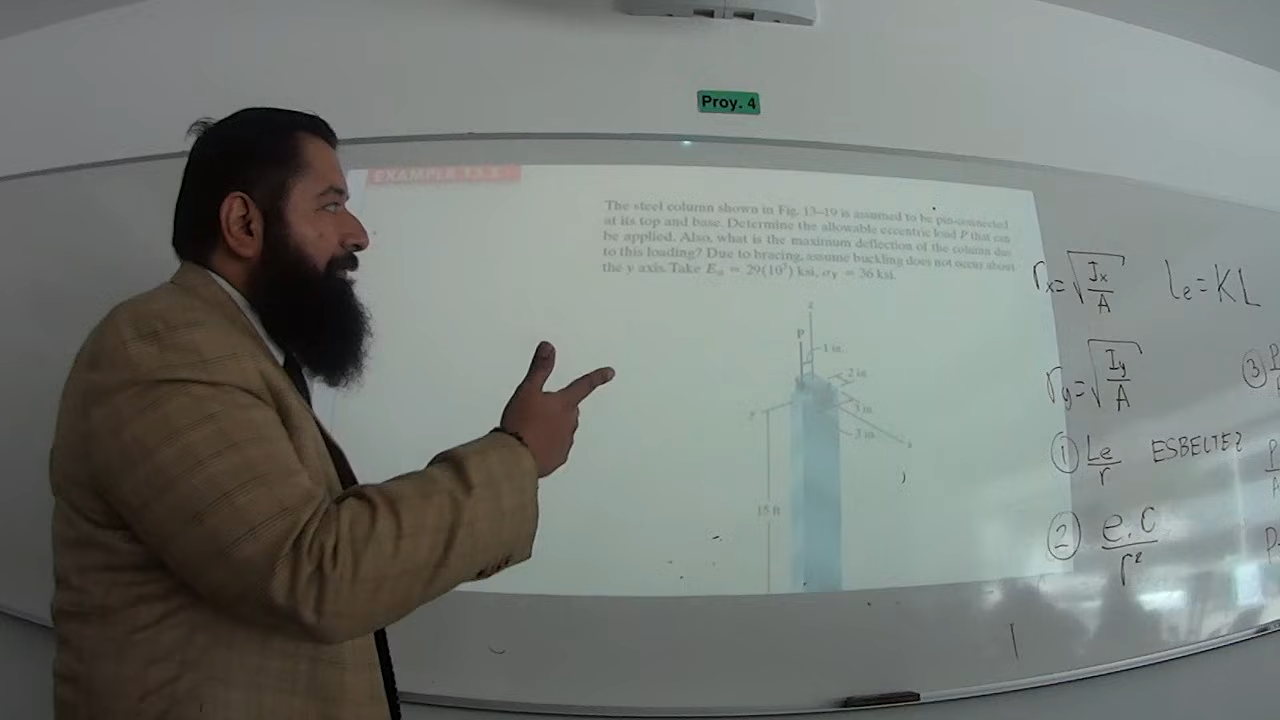 Proy. 4
EXAMPLE 13.5
The steel column shown in Fig. 13–19 is assumed to be pin-connected
at its top and base. Determine the allowable eccentric load P that can
be applied. Also, what is the maximum deflection of the column due
to this loading? Due to bracing, assume buckling does not occur about
the y axis. Take E = 29(10³) ksi, σY = 36 ksi.
z
P
1 in.
2 in.
3 in.
3 in.
15 ft
rx=√Ix/A
le=KL
ry=√Iy/A
③ P
① Le/r ESBELTEZ
P/A
② e.c/r²